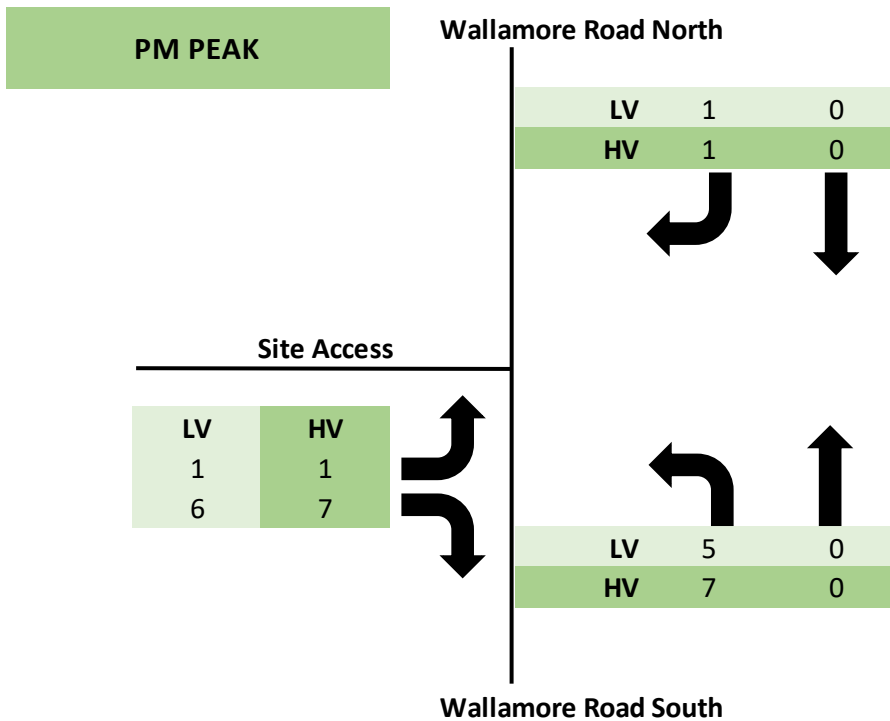 PM PEAK
Wallamore Road North
LV 1 0
HV 1 0
Site Access
LV HV
1 1
6 7
LV 5 0
HV 7 0
Wallamore Road South